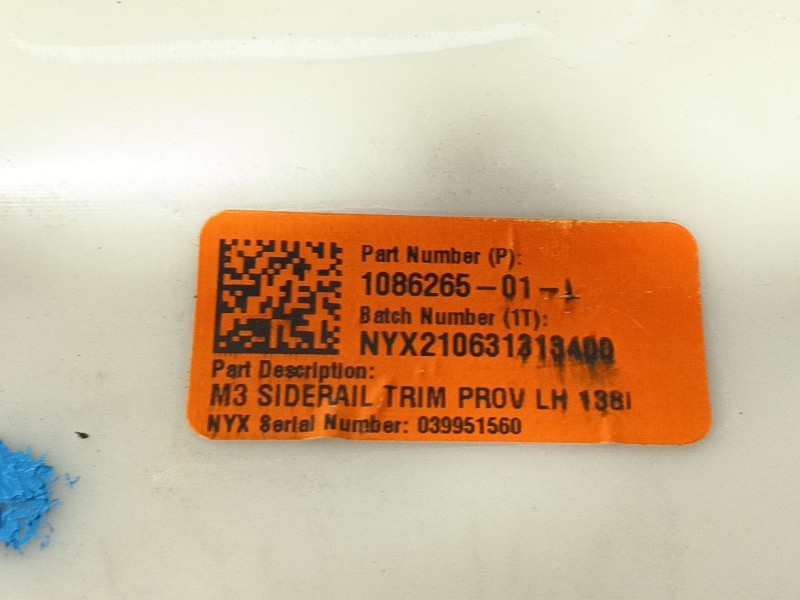 Part Number (P):
1086265-01-
Batch Number (1T):
NYX210631313400
Part Description:
M3 SIDERAIL TRIM PROV LH 138I
NYX Serial Number: 039951560